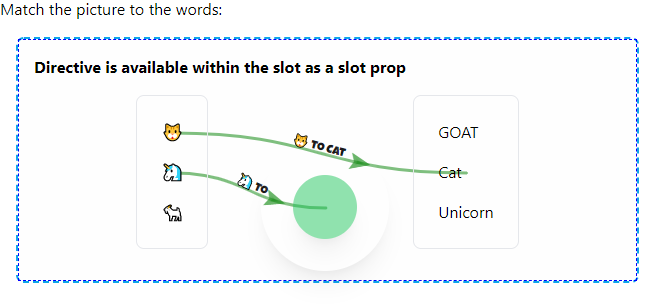 Match the picture to the words:
Directive is available within the slot as a slot prop
🐱 TO CAT
GOAT
🦄 TO
Cat
Unicorn